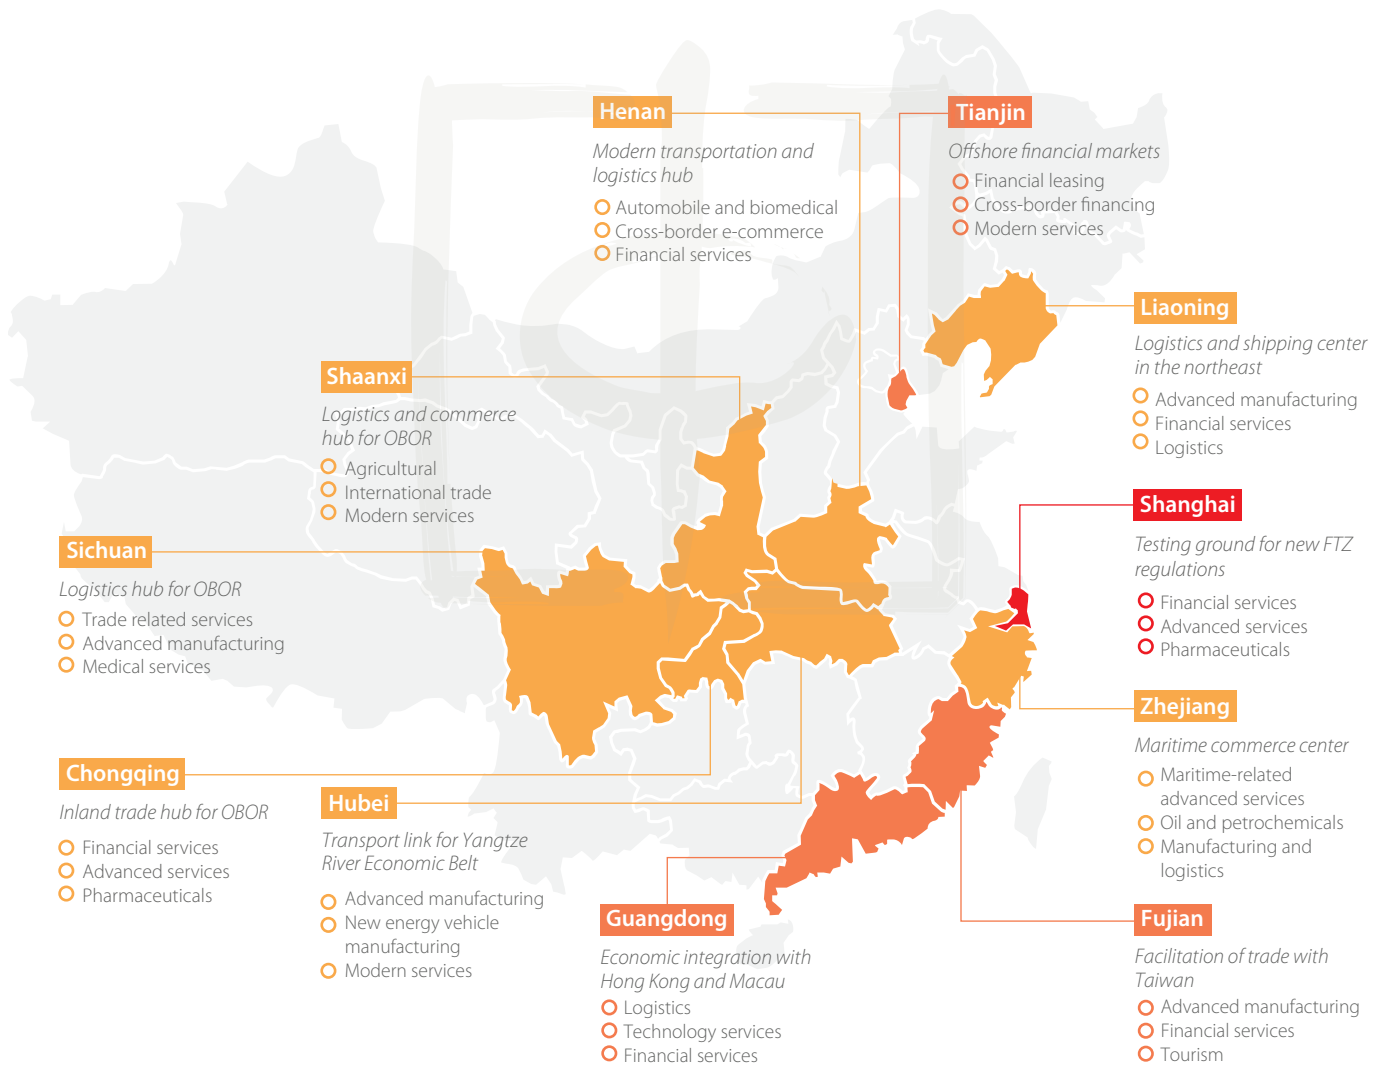 Henan
Modern transportation and
logistics hub
Automobile and biomedical
Cross-border e-commerce
Financial services
Tianjin
Offshore financial markets
Financial leasing
Cross-border financing
Modern services
Liaoning
Logistics and shipping center
in the northeast
Advanced manufacturing
Financial services
Logistics
Shaanxi
Logistics and commerce
hub for OBOR
Agricultural
International trade
Modern services
Shanghai
Testing ground for new FTZ
regulations
Financial services
Advanced services
Pharmaceuticals
Sichuan
Logistics hub for OBOR
Trade related services
Advanced manufacturing
Medical services
Zhejiang
Maritime commerce center
Maritime-related
advanced services
Oil and petrochemicals
Manufacturing and
logistics
Chongqing
Inland trade hub for OBOR
Financial services
Advanced services
Pharmaceuticals
Hubei
Transport link for Yangtze
River Economic Belt
Advanced manufacturing
New energy vehicle
manufacturing
Modern services
Guangdong
Economic integration with
Hong Kong and Macau
Logistics
Technology services
Financial services
Fujian
Facilitation of trade with
Taiwan
Advanced manufacturing
Financial services
Tourism